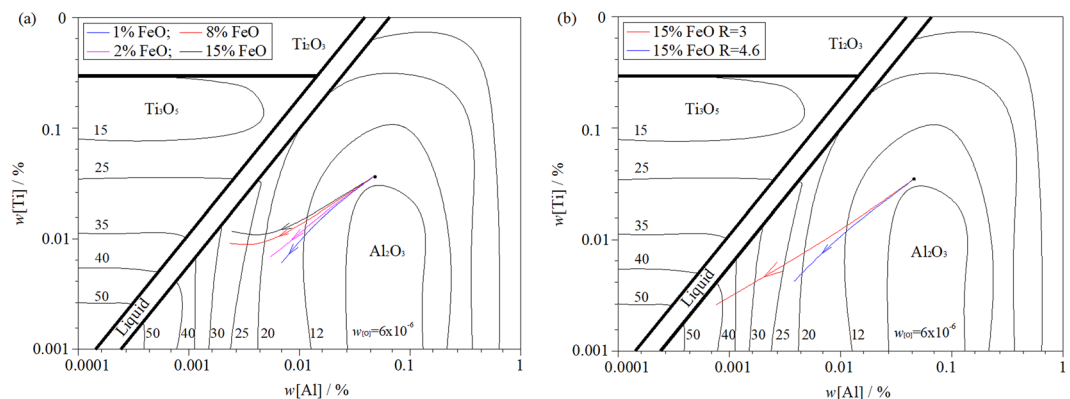 (a)
1% FeO; 8% FeO
2% FeO; 15% FeO
Ti₂O₃
Ti₃O₅
Al₂O₃
Liquid
15
25
35
40
50
50 40 30 25 20 12 w[O]=6x10⁻⁶
0
0.1
0.01
0.001
w[Ti] / %
0.0001 0.001 0.01 0.1 1
w[Al] / %
(b)
15% FeO R=3
15% FeO R=4.6
Ti₂O₃
Ti₃O₅
Al₂O₃
Liquid
15
25
35
40
50
50 40 30 25 20 12 w[O]=6x10⁻⁶
0
0.1
0.01
0.001
w[Ti] / %
0.0001 0.001 0.01 0.1 1
w[Al] / %